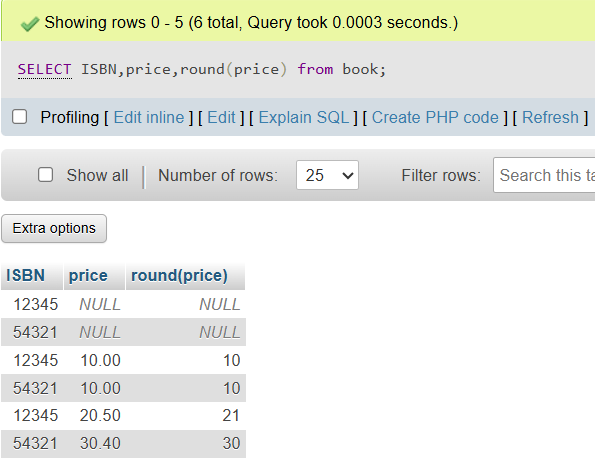 Showing rows 0 - 5 (6 total, Query took 0.0003 seconds.)
SELECT ISBN,price,round(price) from book;
Profiling [ Edit inline ] [ Edit ] [ Explain SQL ] [ Create PHP code ] [ Refresh ]
Show all Number of rows: 25 Filter rows: Search this
Extra options
ISBN price round(price)
12345 NULL NULL
54321 NULL NULL
12345 10.00 10
54321 10.00 10
12345 20.50 21
54321 30.40 30